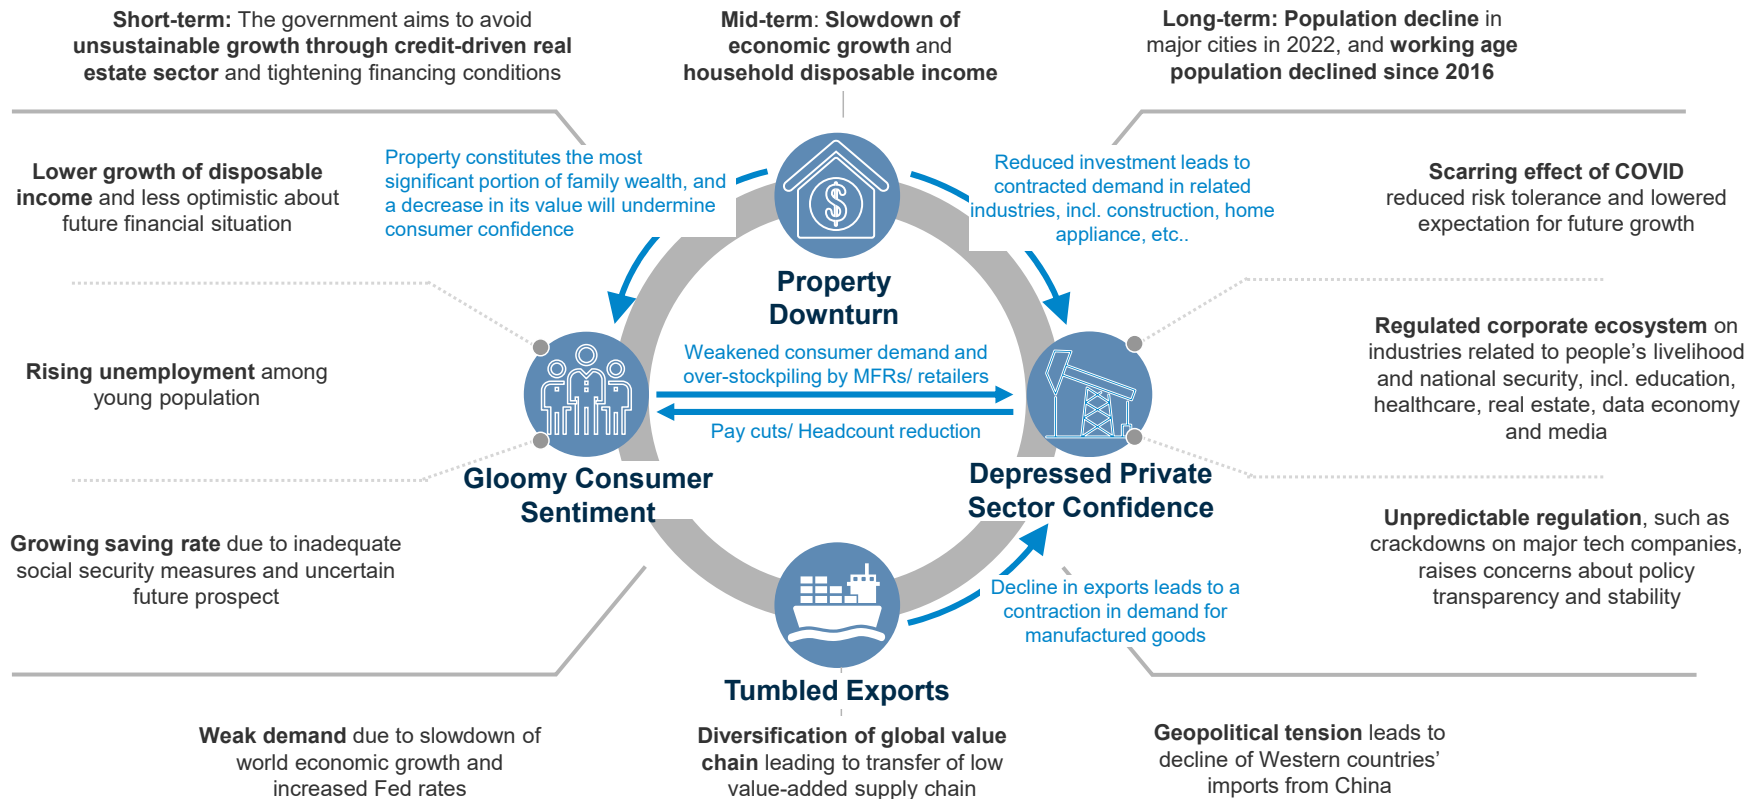 Short-term: The government aims to avoid
unsustainable growth through credit-driven real
estate sector and tightening financing conditions
Mid-term: Slowdown of
economic growth and
household disposable income
Long-term: Population decline in
major cities in 2022, and working age
population declined since 2016
Lower growth of disposable
income and less optimistic about
future financial situation
Property constitutes the most
significant portion of family wealth, and
a decrease in its value will undermine
consumer confidence
Reduced investment leads to
contracted demand in related
industries, incl. construction, home
appliance, etc..
Scarring effect of COVID
reduced risk tolerance and lowered
expectation for future growth
$
Property
Downturn
Rising unemployment among
young population
Weakened consumer demand and
over-stockpiling by MFRs/ retailers
Pay cuts/ Headcount reduction
Regulated corporate ecosystem on
industries related to people’s livelihood
and national security, incl. education,
healthcare, real estate, data economy
and media
Gloomy Consumer
Sentiment
Depressed Private
Sector Confidence
Growing saving rate due to inadequate
social security measures and uncertain
future prospect
Unpredictable regulation, such as
crackdowns on major tech companies,
raises concerns about policy
transparency and stability
Decline in exports leads to a
contraction in demand for
manufactured goods
Tumbled Exports
Weak demand due to slowdown of
world economic growth and
increased Fed rates
Diversification of global value
chain leading to transfer of low
value-added supply chain
Geopolitical tension leads to
decline of Western countries’
imports from China